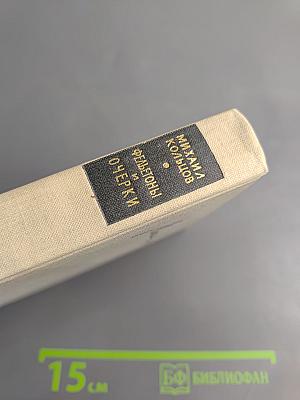 МИХАИЛ
КОЛЬЦОВ
ФЕЛЬЕТОНЫ
И
ОЧЕРКИ
15 см
БФ БИБЛИОФАН